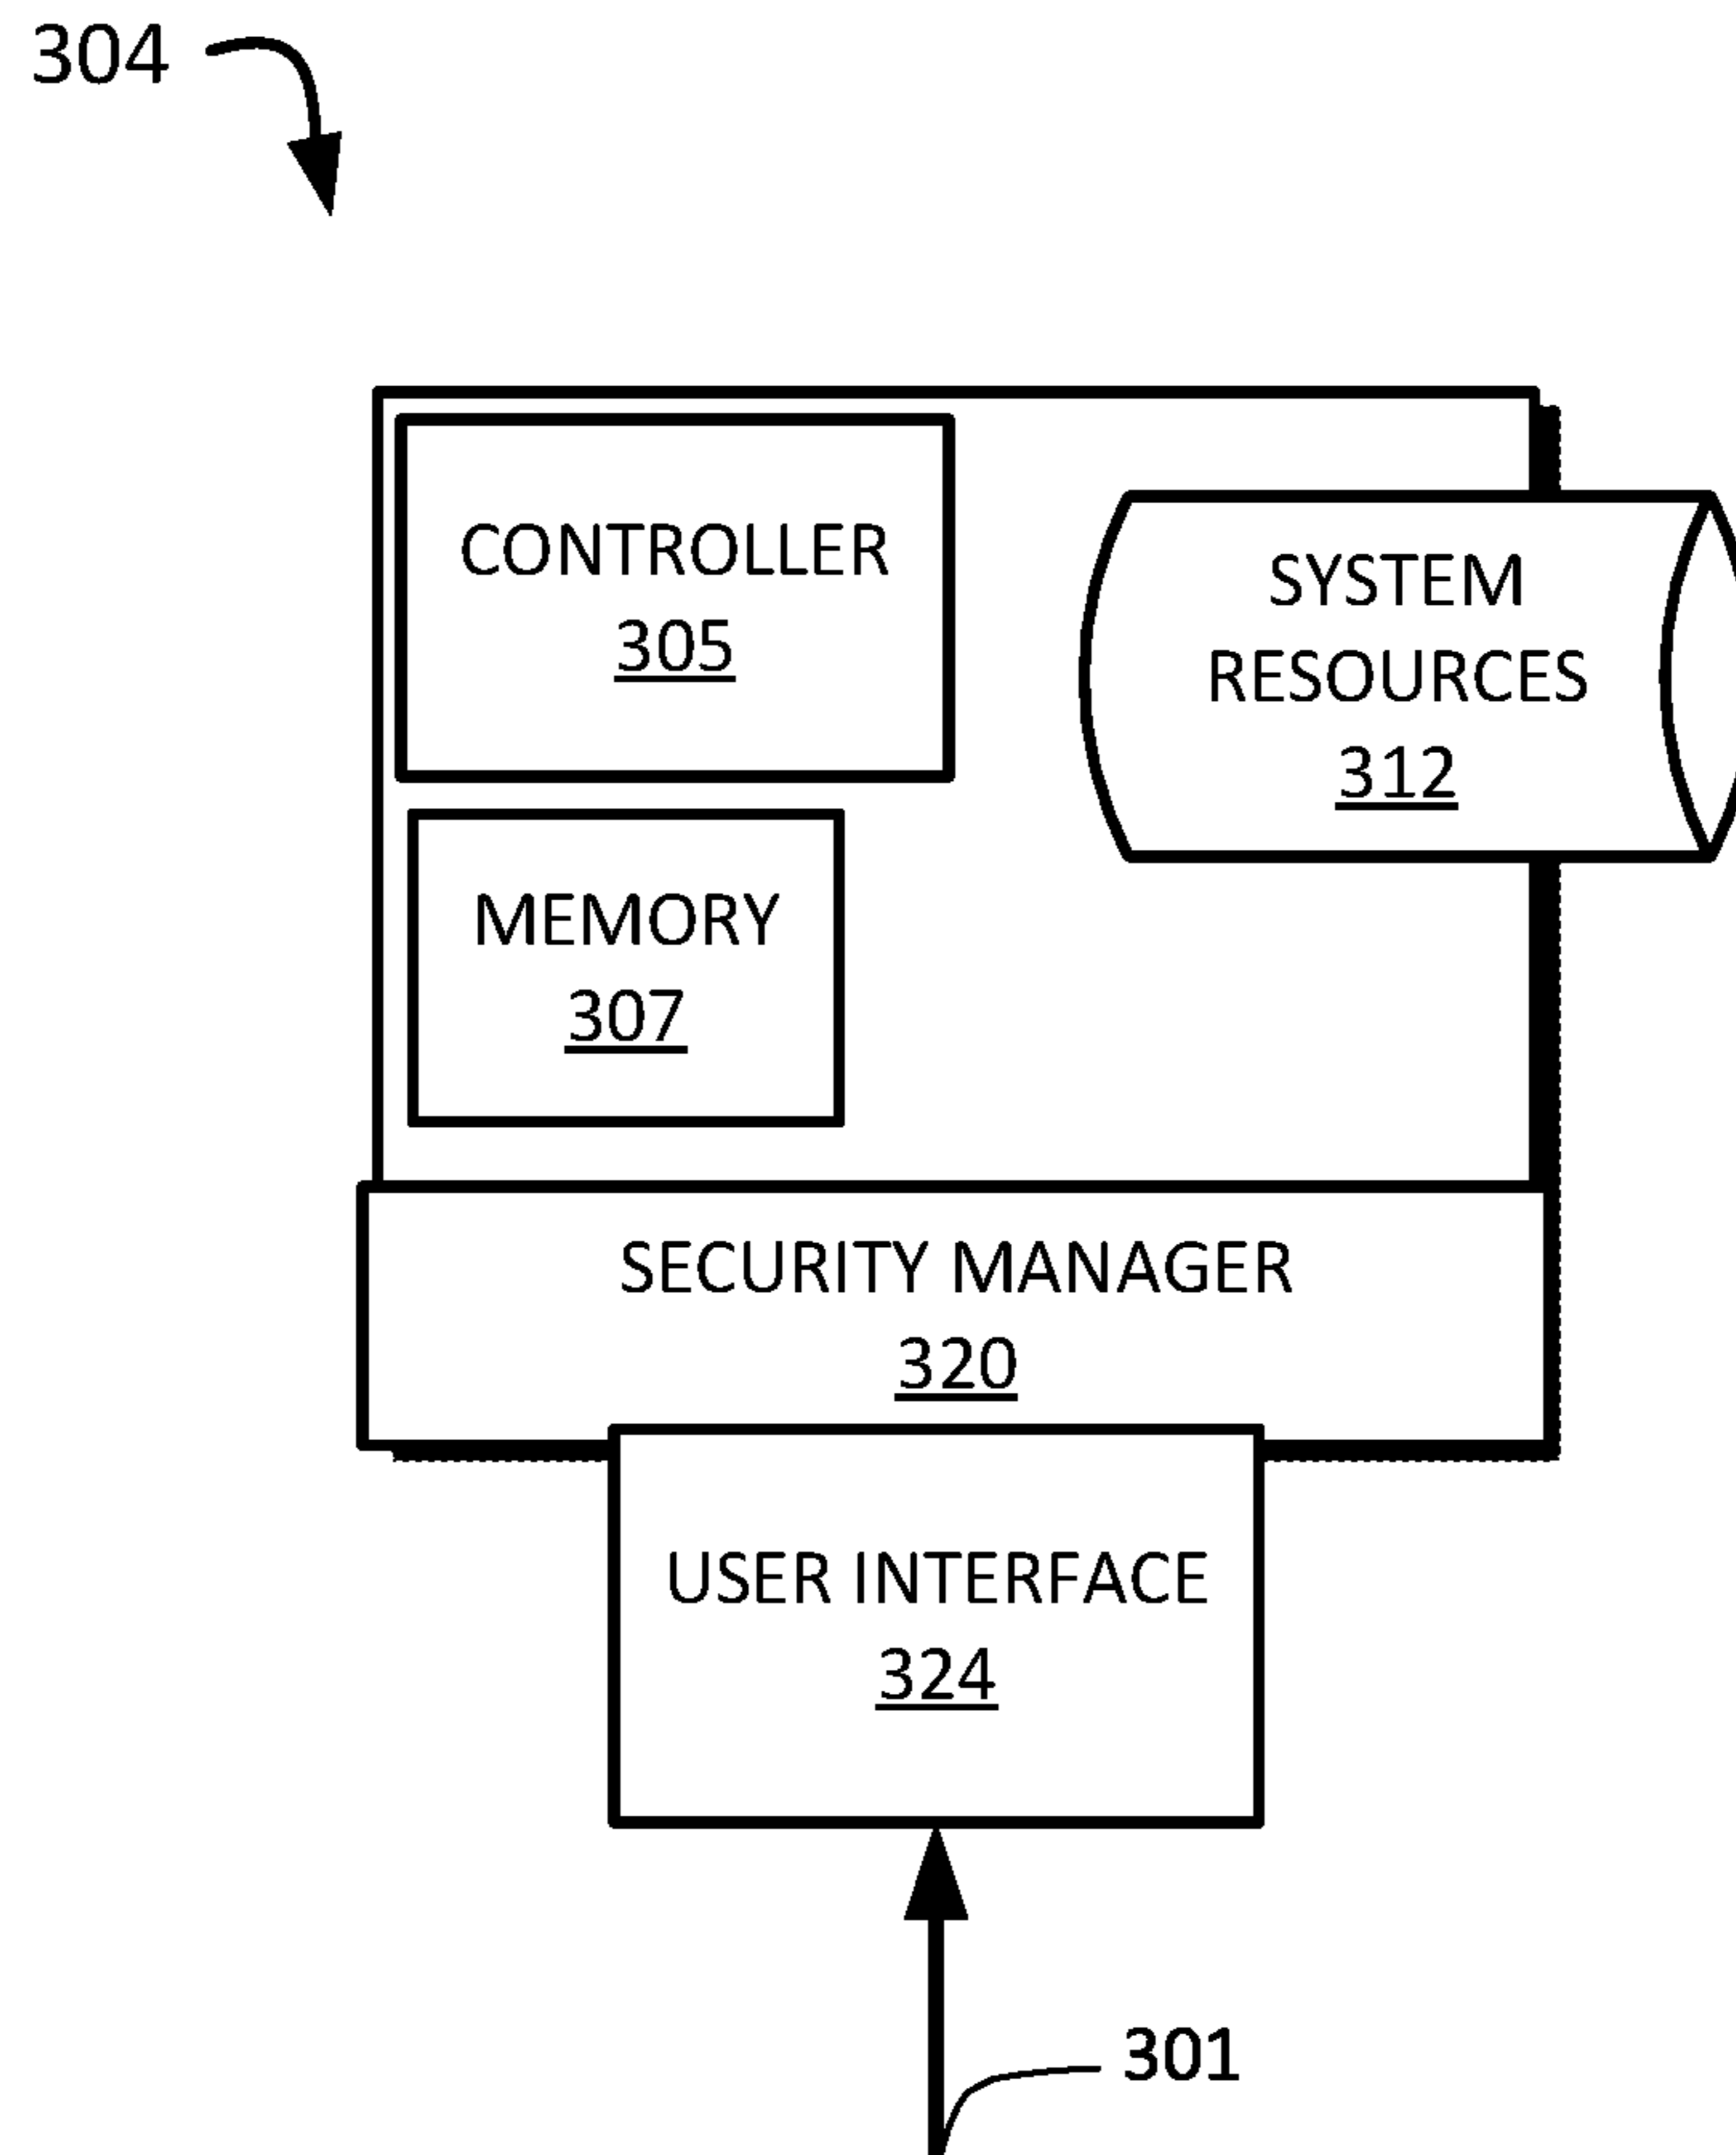 304
CONTROLLER
305
SYSTEM
RESOURCES
312
MEMORY
307
SECURITY MANAGER
320
USER INTERFACE
324
301